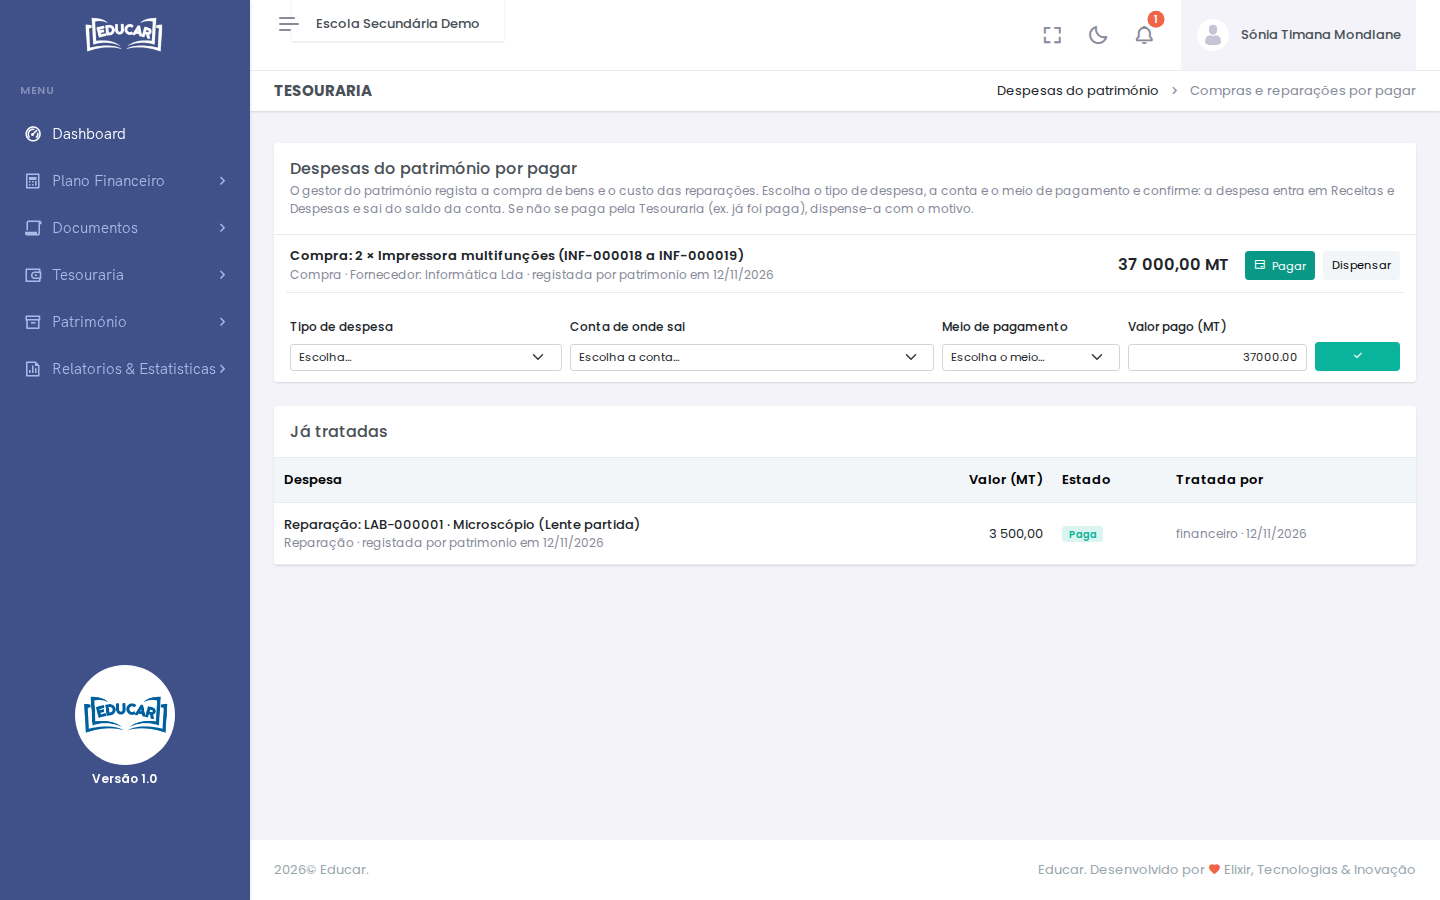 EDUCAR
Escola Secundária Demo
1
Sónia Timana Mondlane
MENU
Dashboard
Plano Financeiro
Documentos
Tesouraria
Património
Relatorios & Estatisticas
EDUCAR
Versão 1.0
TESOURARIA
Despesas do património > Compras e reparações por pagar
Despesas do património por pagar
O gestor do património regista a compra de bens e o custo das reparações. Escolha o tipo de despesa, a conta e o meio de pagamento e confirme: a despesa entra em Receitas e
Despesas e sai do saldo da conta. Se não se paga pela Tesouraria (ex. já foi paga), dispense-a com o motivo.
Compra: 2 × Impressora multifunções (INF-000018 a INF-000019)
Compra · Fornecedor: Informática Lda · registada por patrimonio em 12/11/2026
37 000,00 MT
Pagar
Dispensar
Tipo de despesa
Conta de onde sai
Meio de pagamento
Valor pago (MT)
Escolha...
Escolha a conta...
Escolha o meio...
37000.00
Já tratadas
Despesa
Valor (MT)
Estado
Tratada por
Reparação: LAB-000001 · Microscópio (Lente partida)
Reparação · registada por patrimonio em 12/11/2026
3 500,00
Paga
financeiro · 12/11/2026
2026© Educar.
Educar. Desenvolvido por ♥ Elixir, Tecnologias & Inovação